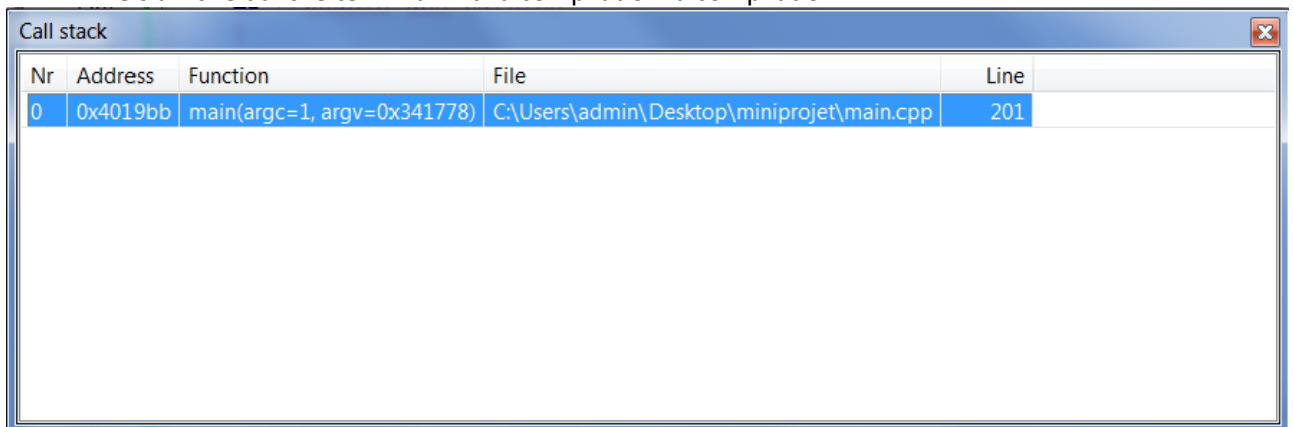 Call stack
Nr Address Function File Line
0 0x4019bb main(argc=1, argv=0x341778) C:\Users\admin\Desktop\miniprojet\main.cpp 201